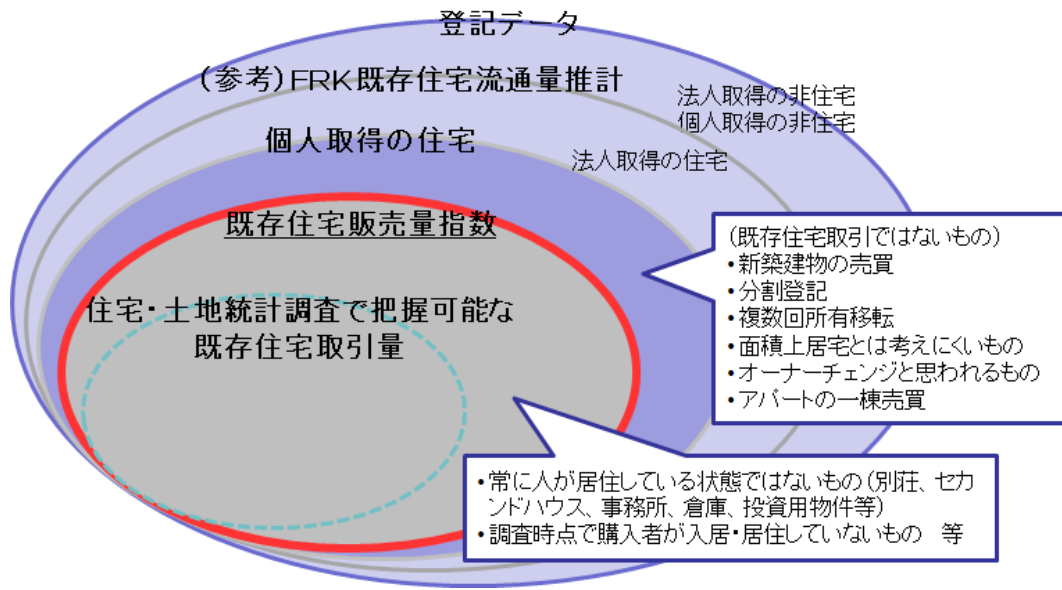 登記データ
(参考)FRK既存住宅流通量推計
法人取得の非住宅
個人取得の非住宅
個人取得の住宅
法人取得の住宅
既存住宅販売量指数
(既存住宅取引ではないもの)
•新築建物の売買
•分割登記
•複数回所有移転
•面積上居宅とは考えにくいもの
•オーナーチェンジと思われるもの
•アパートの一棟売買
住宅・土地統計調査で把握可能な
既存住宅取引量
•常に人が居住している状態ではないもの(別荘、セカ
ンドハウス、事務所、倉庫、投資用物件等)
•調査時点で購入者が入居・居住していないもの　等